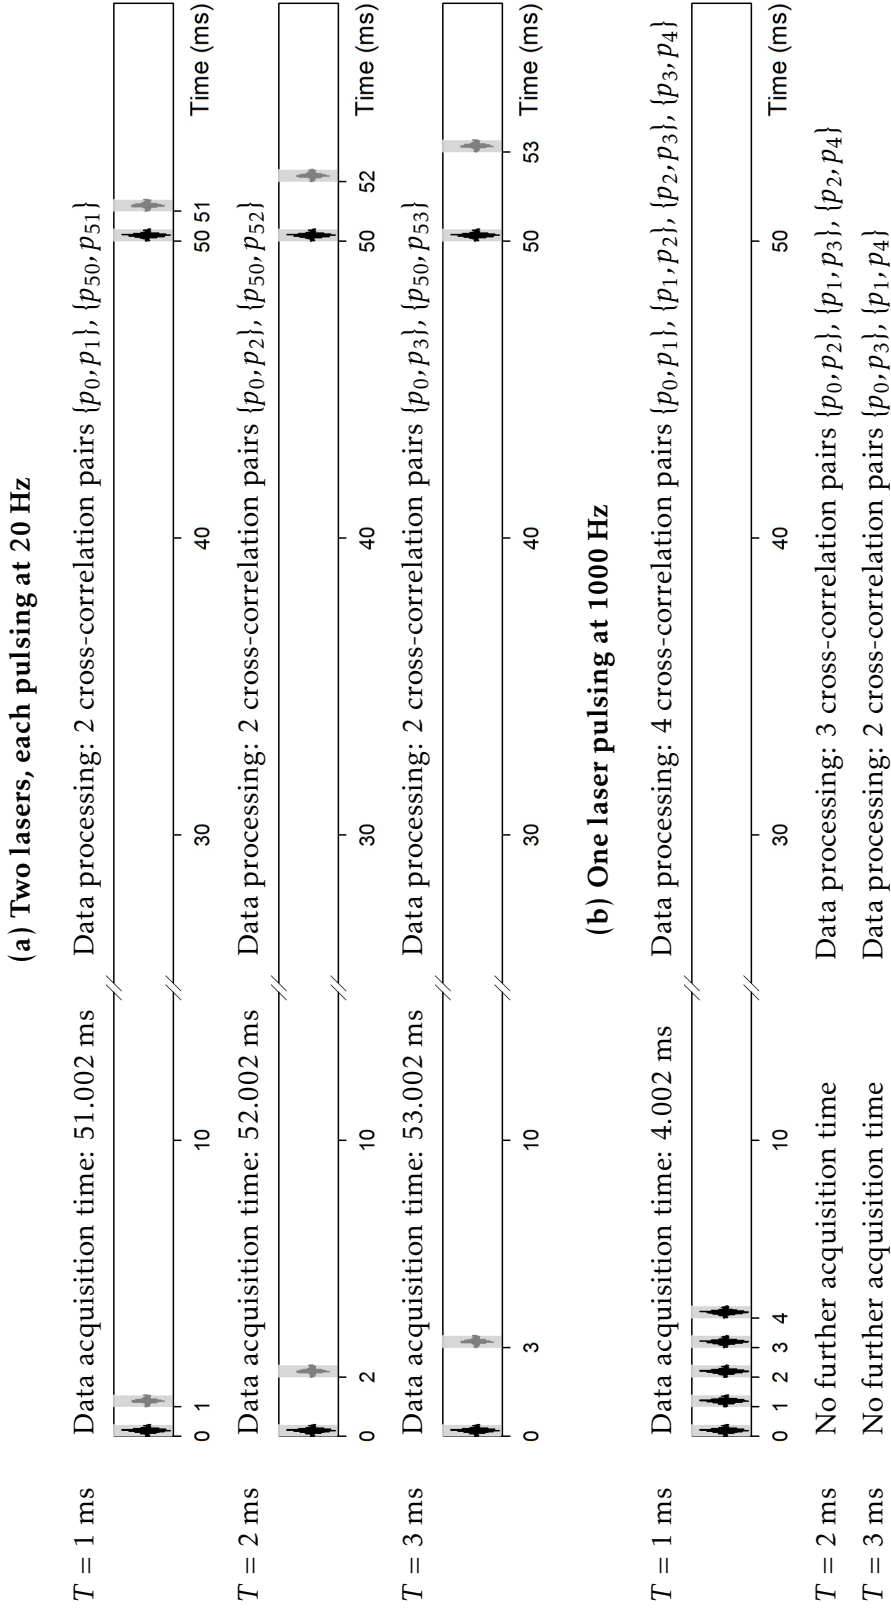 (a) Two lasers, each pulsing at 20 Hz
T = 1 ms
Data acquisition time: 51.002 ms
Data processing: 2 cross-correlation pairs {p0, p1}, {p50, p51}
0 1 10 30 40 50 51 Time (ms)
T = 2 ms
Data acquisition time: 52.002 ms
Data processing: 2 cross-correlation pairs {p0, p2}, {p50, p52}
0 2 10 30 40 50 52 Time (ms)
T = 3 ms
Data acquisition time: 53.002 ms
Data processing: 2 cross-correlation pairs {p0, p3}, {p50, p53}
0 3 10 30 40 50 53 Time (ms)
(b) One laser pulsing at 1000 Hz
T = 1 ms
Data acquisition time: 4.002 ms
Data processing: 4 cross-correlation pairs {p0, p1}, {p1, p2}, {p2, p3}, {p3, p4}
0 1 2 3 4 10 30 40 50 Time (ms)
T = 2 ms
No further acquisition time
Data processing: 3 cross-correlation pairs {p0, p2}, {p1, p3}, {p2, p4}
T = 3 ms
No further acquisition time
Data processing: 2 cross-correlation pairs {p0, p3}, {p1, p4}